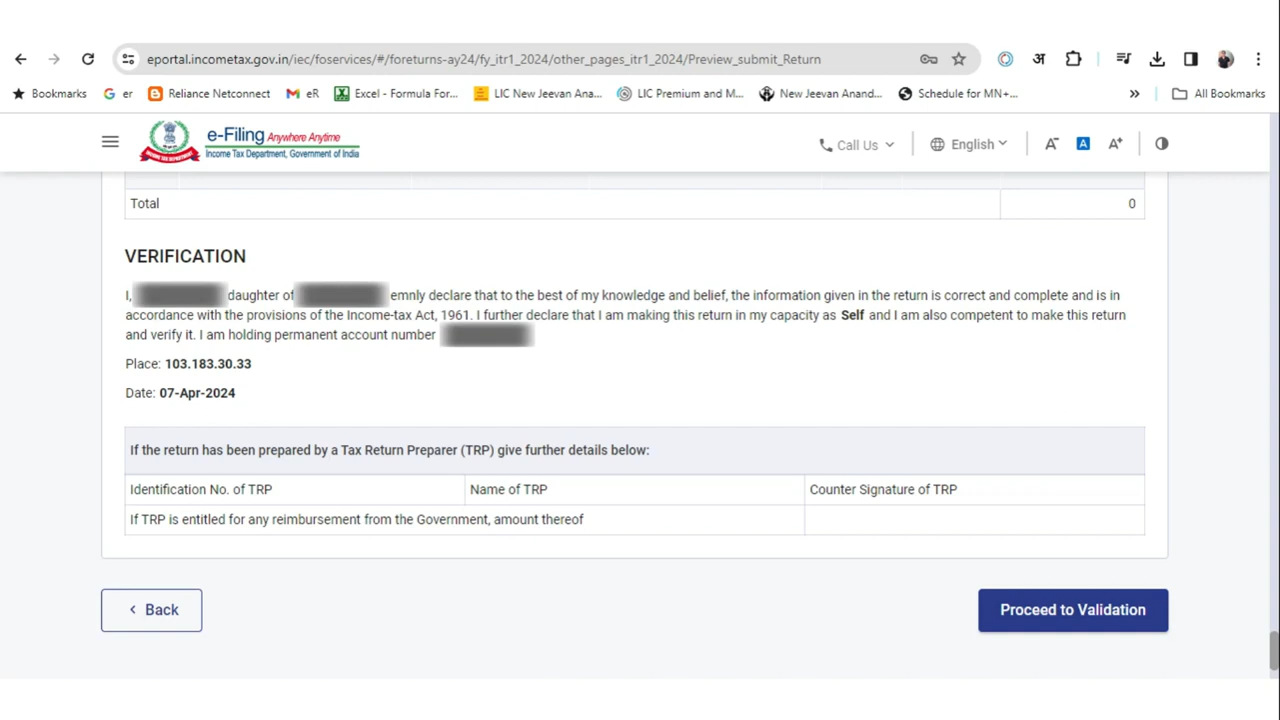 eportal.incometax.gov.in/iec/foservices/#/foreturns-ay24/fy_itr1_2024/other_pages_itr1_2024/Preview_submit_Return
अ
Bookmarks G er Reliance Netconnect eR Excel - Formula For... LIC New Jeevan Ana... LIC Premium and M... New Jeevan Anand... Schedule for MN+... » All Bookmarks
e-Filing Anywhere Anytime
Income Tax Department, Government of India
Call Us English A- A A+
Total 0
VERIFICATION
I, daughter of emnly declare that to the best of my knowledge and belief, the information given in the return is correct and complete and is in
accordance with the provisions of the Income-tax Act, 1961. I further declare that I am making this return in my capacity as Self and I am also competent to make this return
and verify it. I am holding permanent account number
Place: 103.183.30.33
Date: 07-Apr-2024
If the return has been prepared by a Tax Return Preparer (TRP) give further details below:
Identification No. of TRP Name of TRP Counter Signature of TRP
If TRP is entitled for any reimbursement from the Government, amount thereof
< Back Proceed to Validation